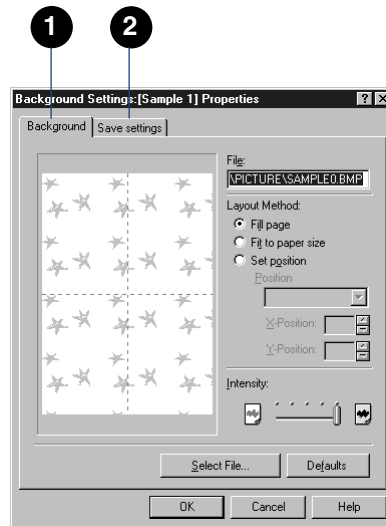 1 2
Background Settings:[Sample 1] Properties
Background Save settings
File:
\PICTURE\SAMPLE0.BMP
Layout Method:
Fill page
Fit to paper size
Set position
Position
X-Position:
Y-Position:
Intensity:
Select File... Defaults
OK Cancel Help